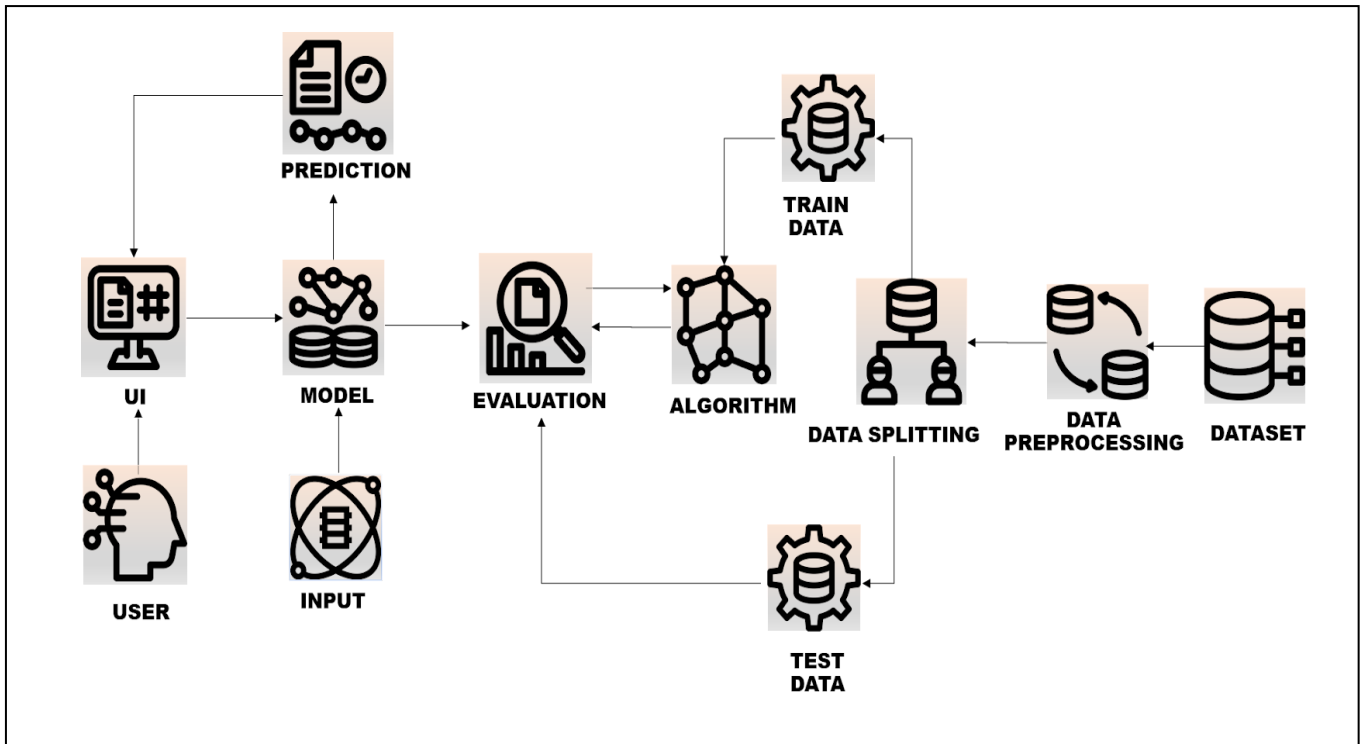 PREDICTION
TRAIN
DATA
UI
MODEL
EVALUATION
ALGORITHM
DATA SPLITTING
DATA
PREPROCESSING
DATASET
USER
INPUT
TEST
DATA